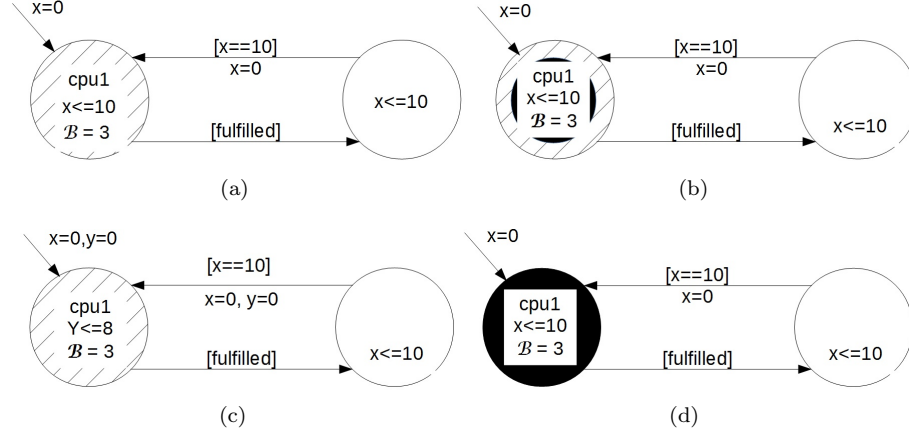 x=0
[x==10]
x=0
cpu1
x<=10
ℬ = 3
x<=10
[fulfilled]
(a)
x=0
[x==10]
x=0
cpu1
x<=10
ℬ = 3
x<=10
[fulfilled]
(b)
x=0,y=0
[x==10]
x=0, y=0
cpu1
Y<=8
ℬ = 3
x<=10
[fulfilled]
(c)
x=0
[x==10]
x=0
cpu1
x<=10
ℬ = 3
x<=10
[fulfilled]
(d)